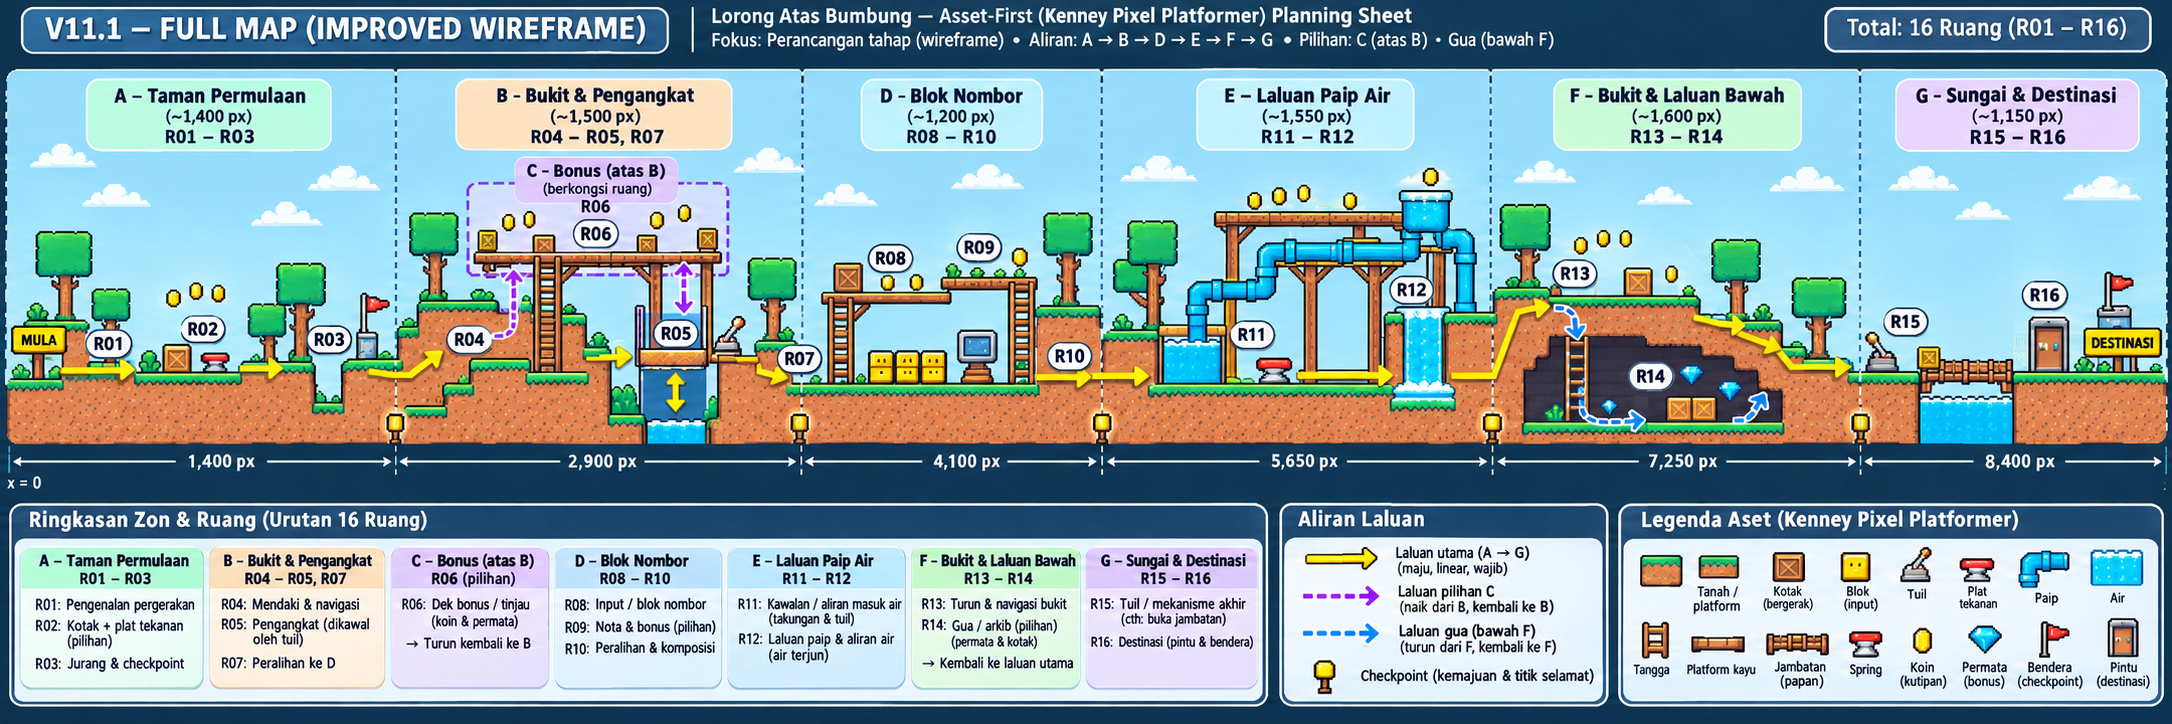 V11.1 – FULL MAP (IMPROVED WIREFRAME)
Lorong Atas Bumbung — Asset-First (Kenney Pixel Platformer) Planning Sheet
Fokus: Perancangan tahap (wireframe) • Aliran: A → B → D → E → F → G • Pilihan: C (atas B) • Gua (bawah F)
Total: 16 Ruang (R01 – R16)
A – Taman Permulaan
(~1,400 px)
R01 – R03
B - Bukit & Pengangkat
(~1,500 px)
R04 – R05, R07
C - Bonus (atas B)
(berkongsi ruang)
R06
D - Blok Nombor
(~1,200 px)
R08 – R10
E – Laluan Paip Air
(~1,550 px)
R11 – R12
F - Bukit & Laluan Bawah
(~1,600 px)
R13 – R14
G - Sungai & Destinasi
(~1,150 px)
R15 – R16
MULA
R01
R02
R03
R04
R05
R06
R07
R08
R09
R10
R11
R12
R13
R14
R15
R16
DESTINASI
1,400 px
2,900 px
4,100 px
5,650 px
7,250 px
8,400 px
x = 0
Ringkasan Zon & Ruang (Urutan 16 Ruang)
A – Taman Permulaan
R01 – R03
R01: Pengenalan pergerakan
R02: Kotak + plat tekanan
(pilihan)
R03: Jurang & checkpoint
B - Bukit & Pengangkat
R04 – R05, R07
R04: Mendaki & navigasi
R05: Pengangkat (dikawal
oleh tuil)
R07: Peralihan ke D
C – Bonus (atas B)
R06 (pilihan)
R06: Dek bonus / tinjau
(koin & permata)
→ Turun kembali ke B
D – Blok Nombor
R08 – R10
R08: Input / blok nombor
R09: Nota & bonus (pilihan)
R10: Peralihan & komposisi
E – Laluan Paip Air
R11 – R12
R11: Kawalan / aliran masuk air
(takungan & tuil)
R12: Laluan paip & aliran air
(air terjun)
F - Bukit & Laluan Bawah
R13 – R14
R13: Turun & navigasi bukit
R14: Gua / arkib (pilihan)
(permata & kotak)
→ Kembali ke laluan utama
G – Sungai & Destinasi
R15 – R16
R15: Tuil / mekanisme akhir
(cth: buka jambatan)
R16: Destinasi (pintu & bendera)
Aliran Laluan
Laluan utama (A → G)
(maju, linear, wajib)
Laluan pilihan C
(naik dari B, kembali ke B)
Laluan gua (bawah F)
(turun dari F, kembali ke F)
Checkpoint (kemajuan & titik selamat)
Legenda Aset (Kenney Pixel Platformer)
Tanah /
platform
Kotak
(bergerak)
Blok
(input)
Tuil
Plat
tekanan
Paip
Air
Tangga
Platform kayu
Jambatan
(papan)
Spring
Koin
(kutipan)
Permata
(bonus)
Bendera
(checkpoint)
Pintu
(destinasi)